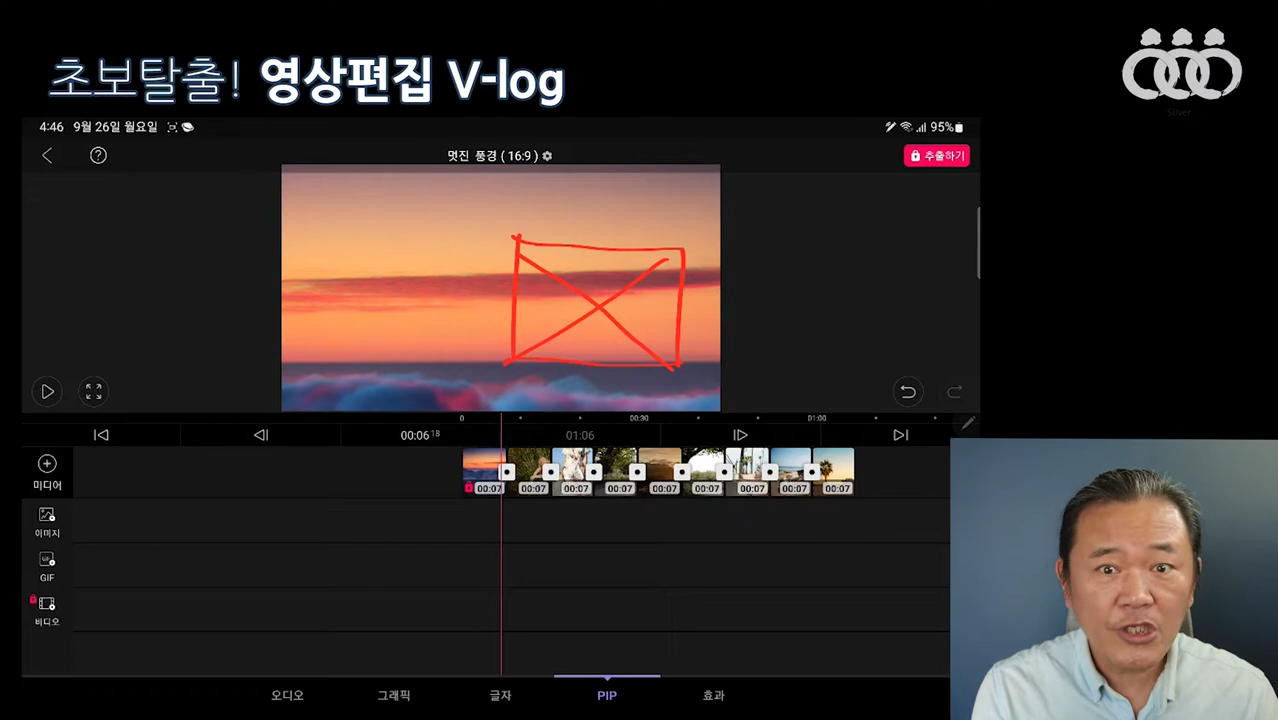 초보탈출! 영상편집 V-log
Silver
4:46 9월 26일 월요일
95%
멋진 풍경 ( 16:9 )
추출하기
0 00:30 01:00
00:06 18
01:06
미디어
00:07 00:07 00:07 00:07 00:07 00:07 00:07 00:07 00:07
이미지
GIF
GIF
비디오
오디오 그래픽 글자 PIP 효과